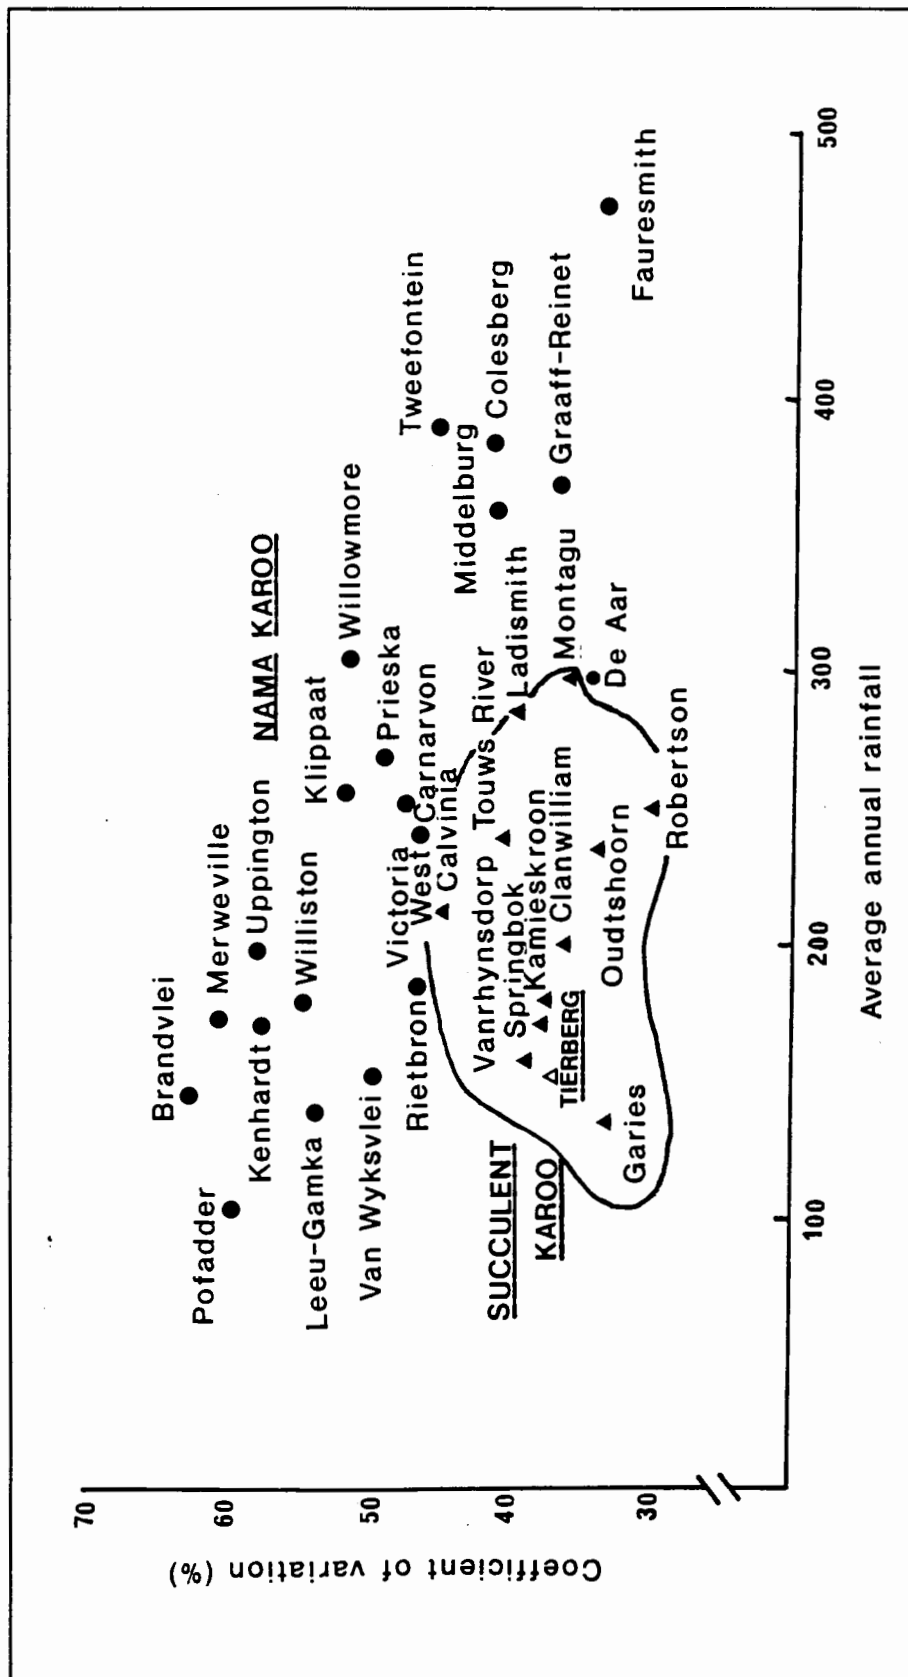 70
60
50
40
30
Coefficient of variation (%)
100
200
300
400
500
Average annual rainfall
Brandvlei
Merweville
Pofadder
Kenhardt
Uppington
NAMA KAROO
Williston
Leeu-Gamka
Klippaat
Willowmore
Van Wyksvlei
Prieska
Rietbron
Victoria
West
Carnarvon
Calvinia
Tweefontein
Middelburg
Colesberg
Touws River
Ladismith
Vanrhynsdorp
Springbok
Kamieskroon
Clanwilliam
Montagu
Graaff-Reinet
SUCCULENT
KAROO
TIERBERG
Oudtshoorn
De Aar
Garies
Robertson
Fauresmith